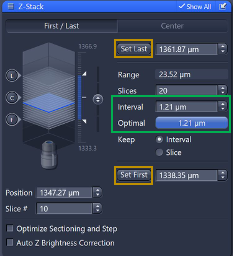 Z-Stack
Show All
First / Last
Center
1366.9
Set Last
1361.87 µm
L
Range
23.52 µm
Slices
20
Interval
1.21 µm
C
Optimal
1.21 µm
F
Keep
Interval
Slice
1333.3
Set First
1338.35 µm
Position
1347.27 µm
Slice #
10
Optimize Sectioning and Step
Auto Z Brightness Correction